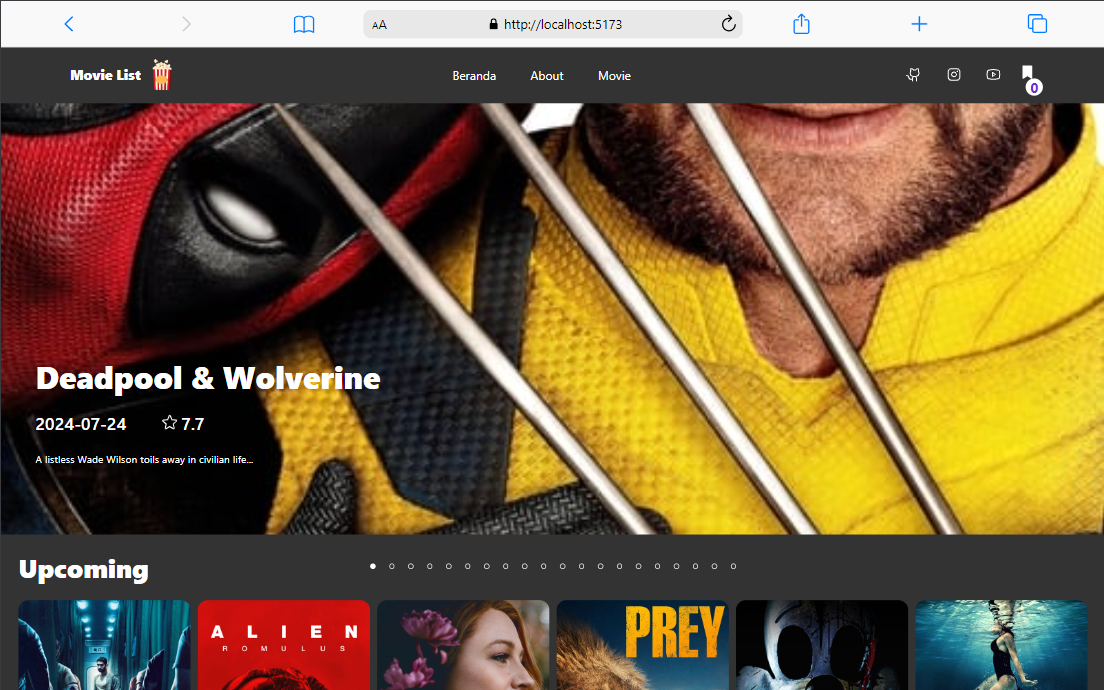 AA http://localhost:5173
Movie List Beranda About Movie 0
Deadpool & Wolverine
2024-07-24 7.7
A listless Wade Wilson toils away in civilian life...
Upcoming
ALIEN
ROMULUS
PREY